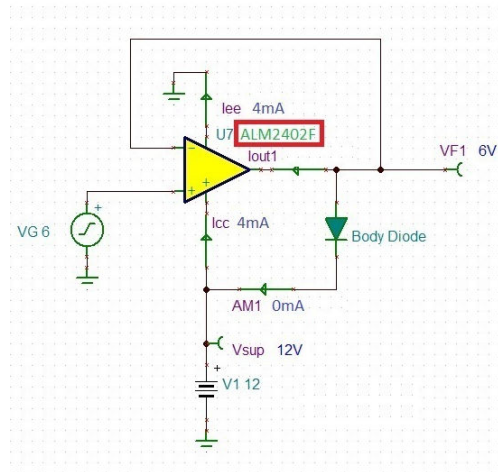 Iee 4mA
U7 ALM2402F
Iout1
VF1 6V
VG 6
Icc 4mA
Body Diode
AM1 0mA
Vsup 12V
V1 12